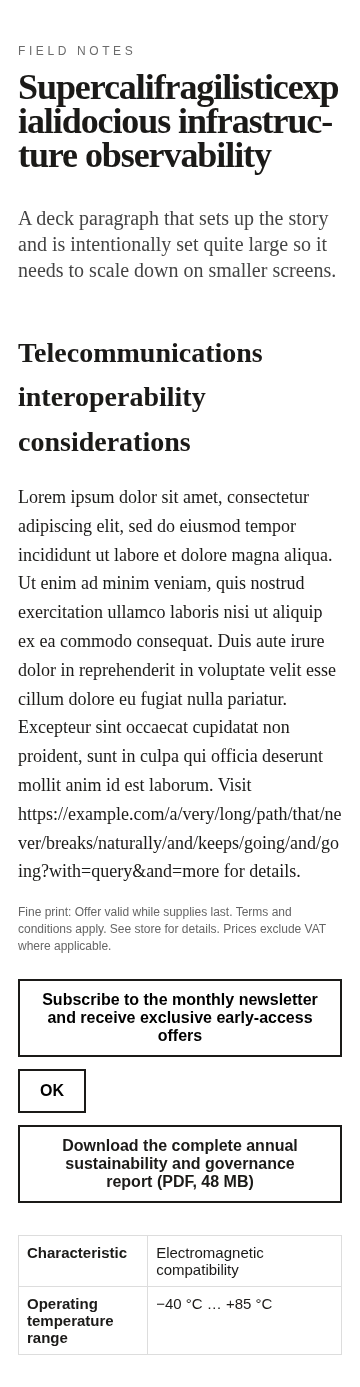 FIELD NOTES
Supercalifragilisticexp
ialidocious infrastruc-
ture observability
A deck paragraph that sets up the story
and is intentionally set quite large so it
needs to scale down on smaller screens.
Telecommunications
interoperability
considerations
Lorem ipsum dolor sit amet, consectetur
adipiscing elit, sed do eiusmod tempor
incididunt ut labore et dolore magna aliqua.
Ut enim ad minim veniam, quis nostrud
exercitation ullamco laboris nisi ut aliquip
ex ea commodo consequat. Duis aute irure
dolor in reprehenderit in voluptate velit esse
cillum dolore eu fugiat nulla pariatur.
Excepteur sint occaecat cupidatat non
proident, sunt in culpa qui officia deserunt
mollit anim id est laborum. Visit
https://example.com/a/very/long/path/that/ne
ver/breaks/naturally/and/keeps/going/and/go
ing?with=query&and=more for details.
Fine print: Offer valid while supplies last. Terms and
conditions apply. See store for details. Prices exclude VAT
where applicable.
Subscribe to the monthly newsletter
and receive exclusive early-access
offers
OK
Download the complete annual
sustainability and governance
report (PDF, 48 MB)
Characteristic
Electromagnetic
compatibility
Operating
temperature
range
−40 °C … +85 °C